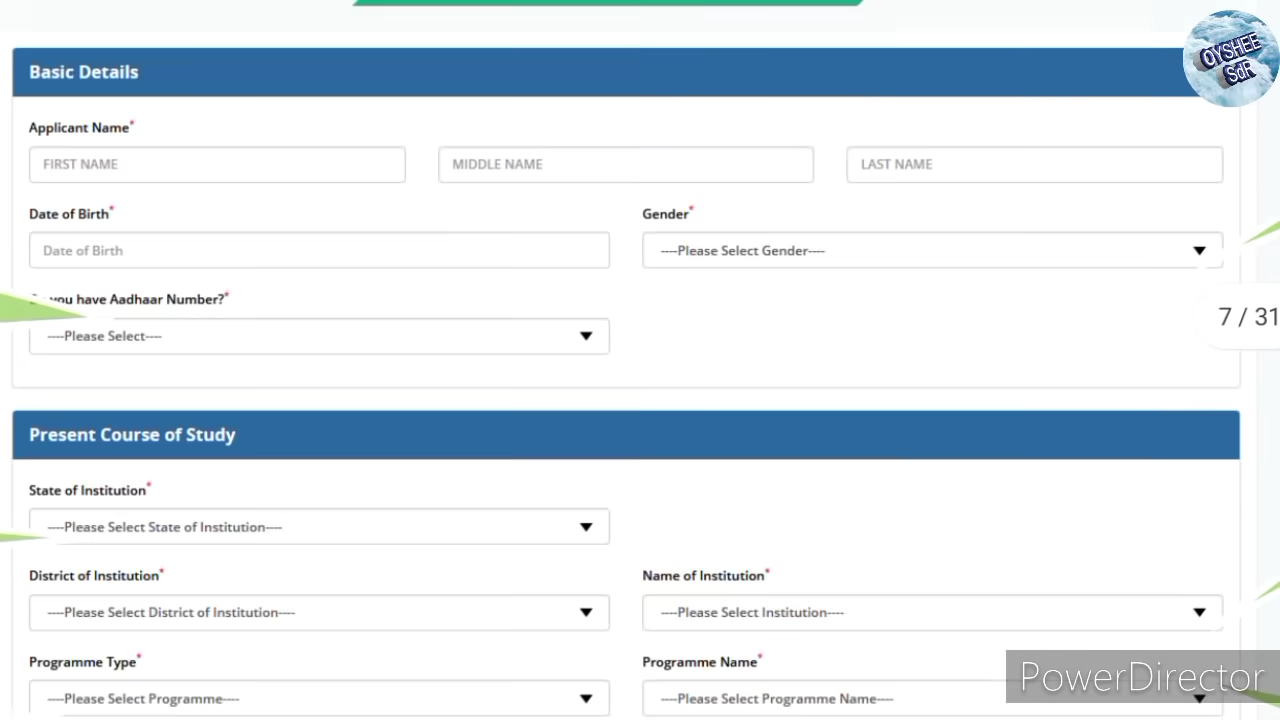 OYSHEE
SdR
Basic Details
Applicant Name*
FIRST NAME MIDDLE NAME LAST NAME
Date of Birth* Gender*
Date of Birth ----Please Select Gender----
you have Aadhaar Number?*
----Please Select----
7 / 31
Present Course of Study
State of Institution*
----Please Select State of Institution----
District of Institution* Name of Institution*
----Please Select District of Institution---- ----Please Select Institution----
Programme Type* Programme Name*
----Please Select Programme---- ----Please Select Programme Name----
PowerDirector